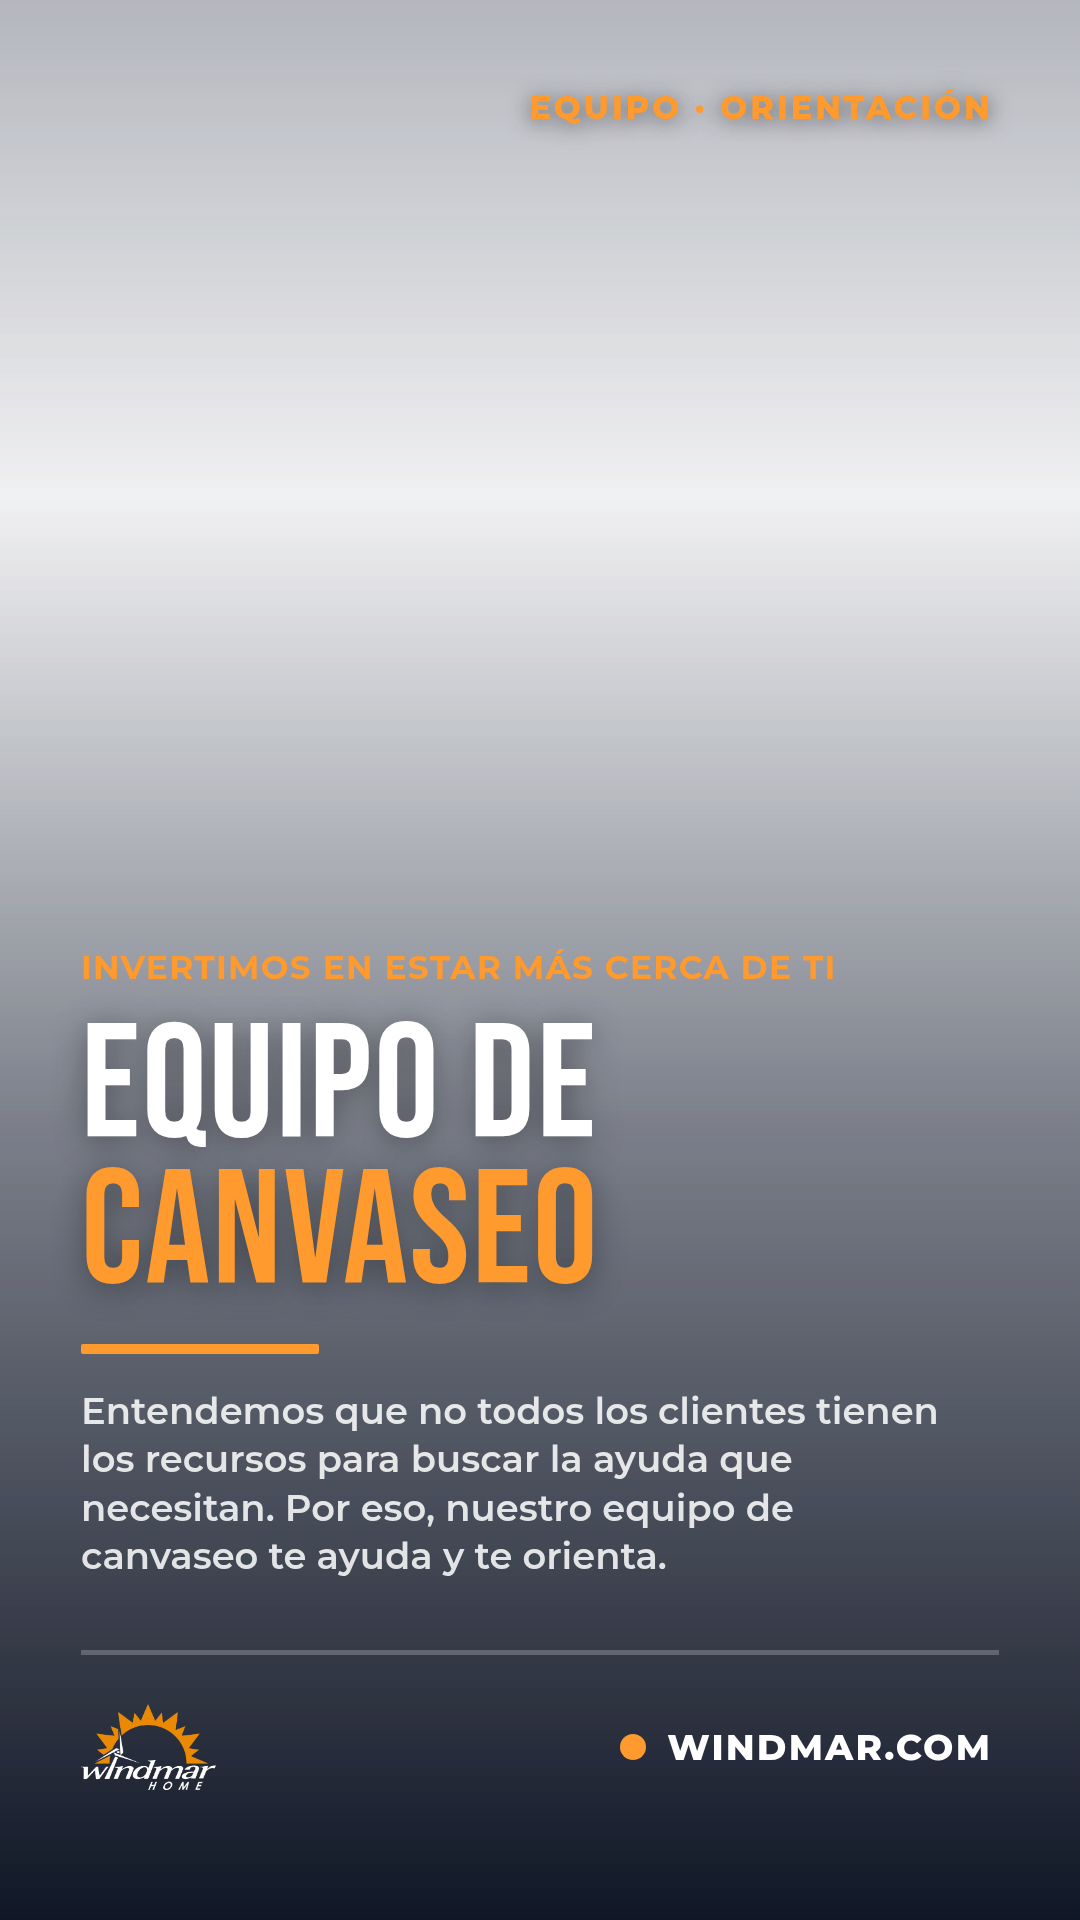 EQUIPO • ORIENTACIÓN
INVERTIMOS EN ESTAR MÁS CERCA DE TI
EQUIPO DE
CANVASEO
Entendemos que no todos los clientes tienen
los recursos para buscar la ayuda que
necesitan. Por eso, nuestro equipo de
canvaseo te ayuda y te orienta.
windmar
HOME
WINDMAR.COM